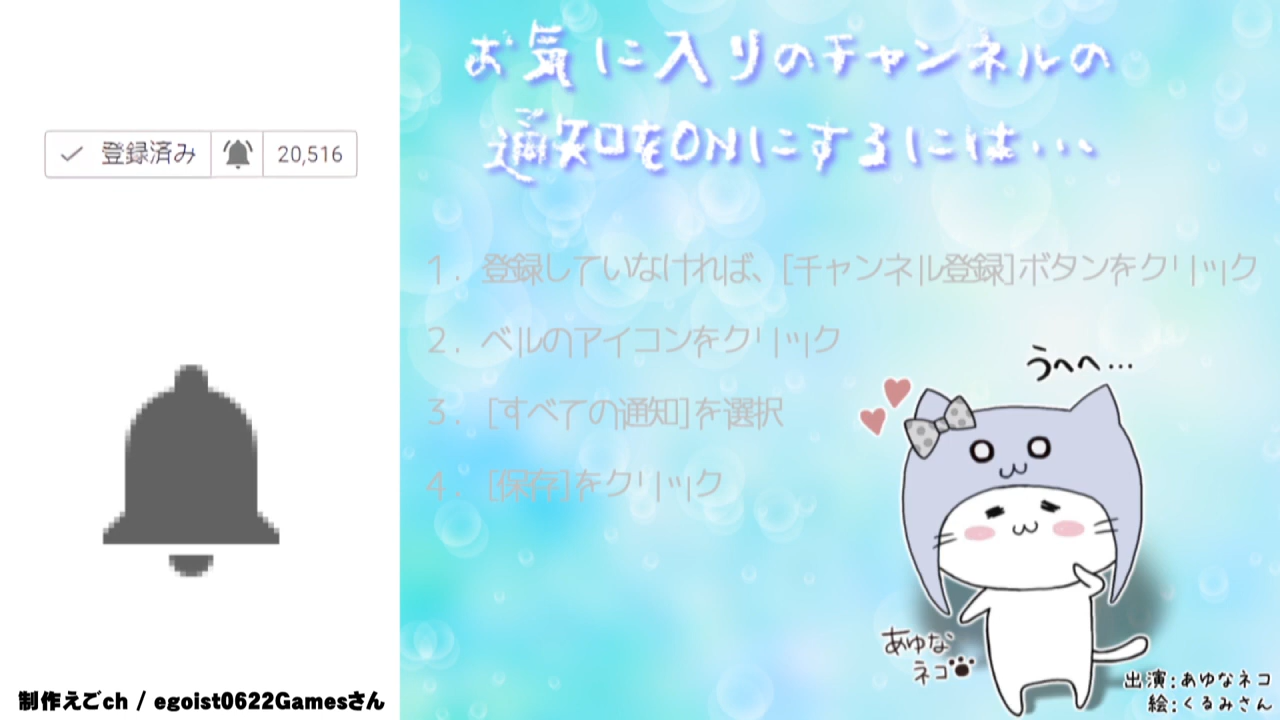 お気に入りのチャンネルの
通知をONにするには・・・
登録済み 20,516
1. 登録していなければ、[チャンネル登録]ボタンをクリック
2. ベルのアイコンをクリック
3. [すべての通知]を選択
4. [保存]をクリック
うへへ…
あゆな
ネコ
制作えごch / egoist0622Gamesさん
出演:あゆなネコ
絵:くるみさん